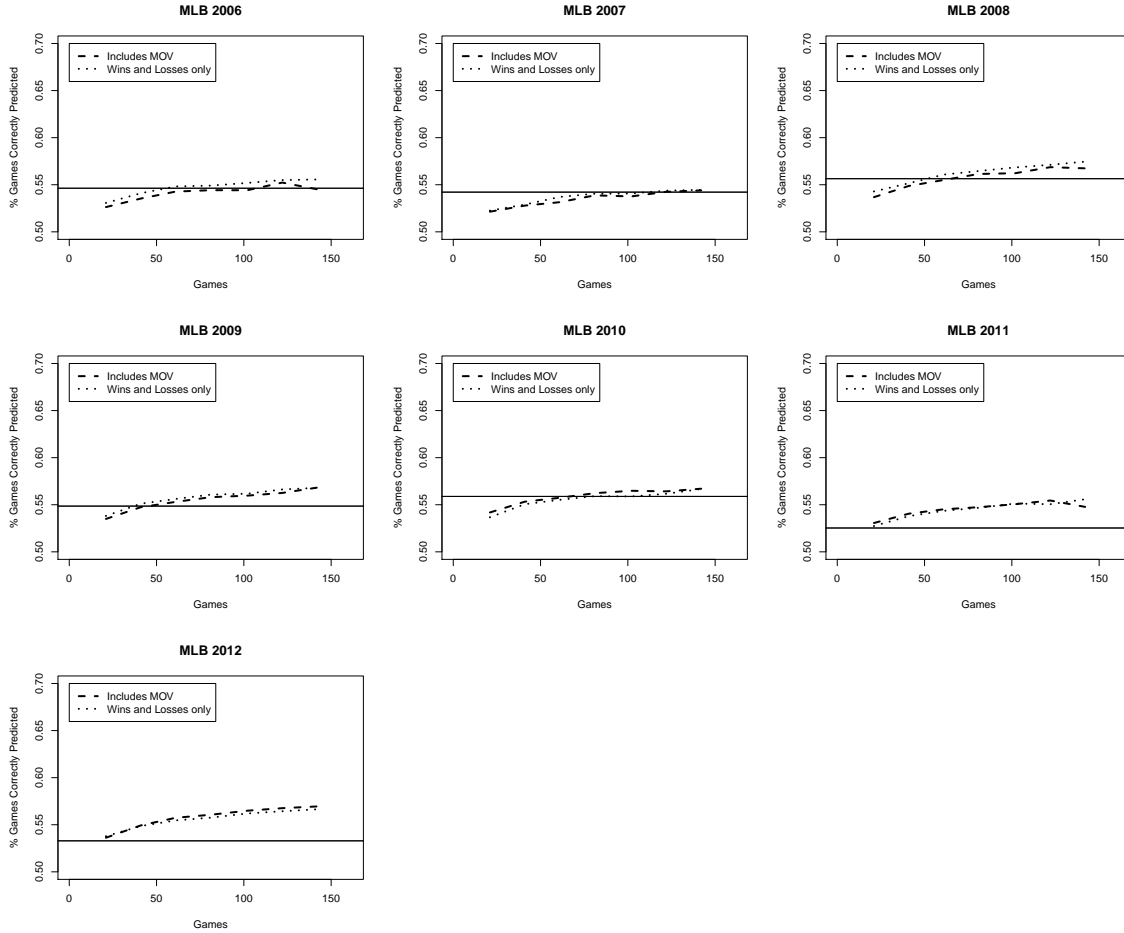 MLB 2006
0.70
0.65
0.60
0.55
0.50
% Games Correctly Predicted
Includes MOV
Wins and Losses only
0 50 100 150
Games
MLB 2007
0.70
0.65
0.60
0.55
0.50
% Games Correctly Predicted
Includes MOV
Wins and Losses only
0 50 100 150
Games
MLB 2008
0.70
0.65
0.60
0.55
0.50
% Games Correctly Predicted
Includes MOV
Wins and Losses only
0 50 100 150
Games
MLB 2009
0.70
0.65
0.60
0.55
0.50
% Games Correctly Predicted
Includes MOV
Wins and Losses only
0 50 100 150
Games
MLB 2010
0.70
0.65
0.60
0.55
0.50
% Games Correctly Predicted
Includes MOV
Wins and Losses only
0 50 100 150
Games
MLB 2011
0.70
0.65
0.60
0.55
0.50
% Games Correctly Predicted
Includes MOV
Wins and Losses only
0 50 100 150
Games
MLB 2012
0.70
0.65
0.60
0.55
0.50
% Games Correctly Predicted
Includes MOV
Wins and Losses only
0 50 100 150
Games